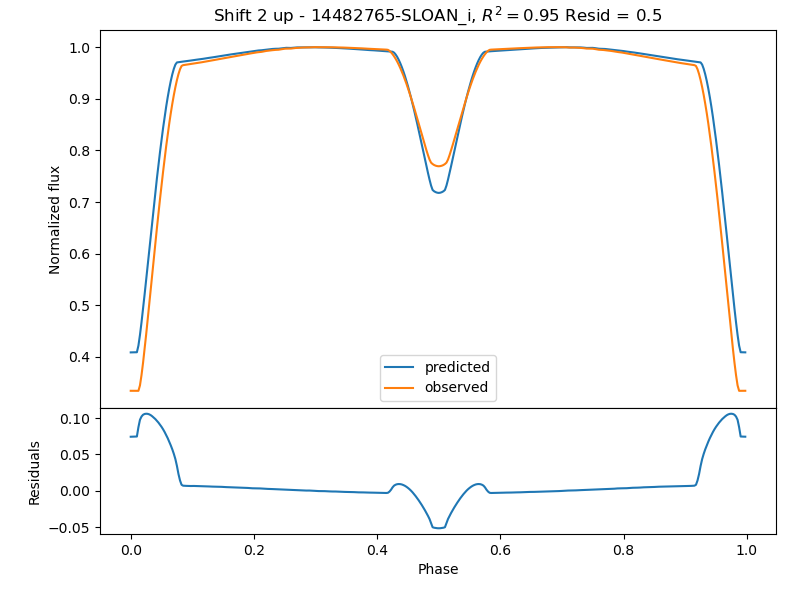 Shift 2 up - 14482765-SLOAN_i, R² = 0.95 Resid = 0.5
Normalized flux
1.0
0.9
0.8
0.7
0.6
0.5
0.4
predicted
observed
Residuals
0.10
0.05
0.00
−0.05
0.0 0.2 0.4 0.6 0.8 1.0
Phase